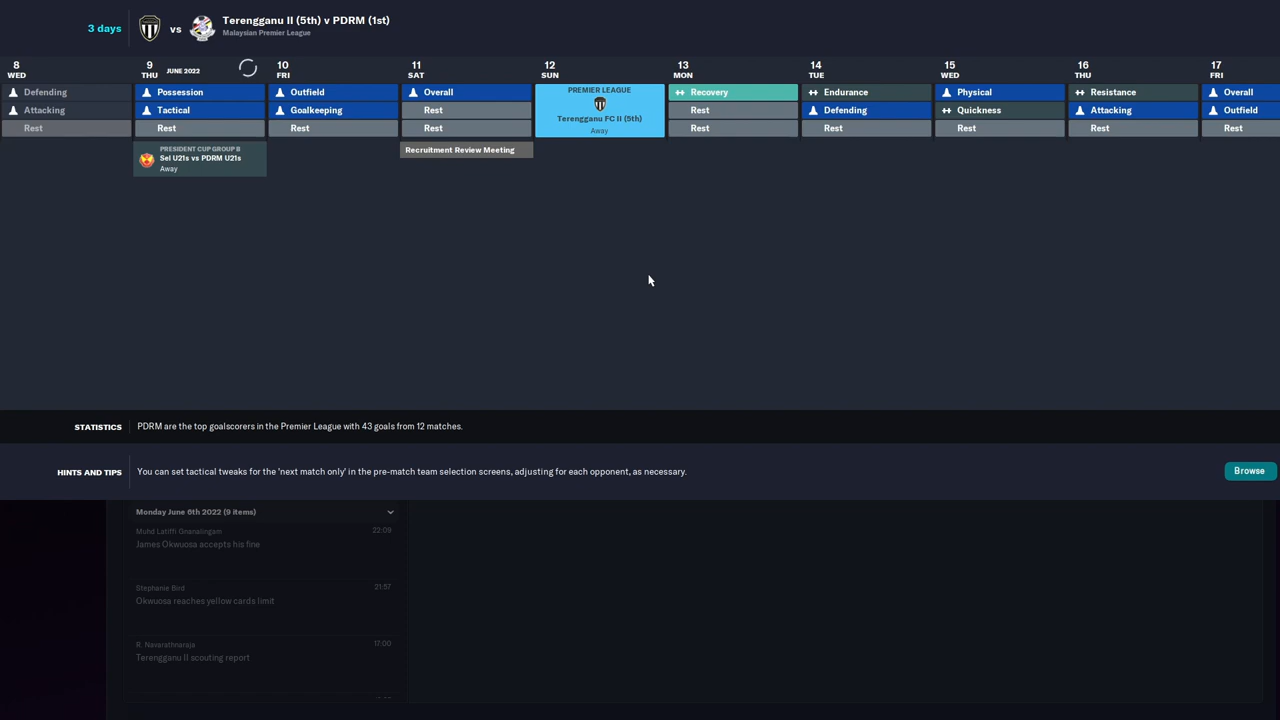 3 days
vs
Terengganu II (5th) v PDRM (1st)
Malaysian Premier League
8
WED
Defending
Attacking
Rest
9
THU JUNE 2022
Possession
Tactical
Rest
PRESIDENT CUP GROUP B
Sel U21s vs PDRM U21s
Away
10
FRI
Outfield
Goalkeeping
Rest
11
SAT
Overall
Rest
Rest
Recruitment Review Meeting
12
SUN
PREMIER LEAGUE
Terengganu FC II (5th)
Away
13
MON
Recovery
Rest
Rest
14
TUE
Endurance
Defending
Rest
15
WED
Physical
Quickness
Rest
16
THU
Resistance
Attacking
Rest
17
FRI
Overall
Outfield
Rest
STATISTICS
PDRM are the top goalscorers in the Premier League with 43 goals from 12 matches.
HINTS AND TIPS
You can set tactical tweaks for the 'next match only' in the pre-match team selection screens, adjusting for each opponent, as necessary.
Browse
Monday June 6th 2022 (9 items)
Muhd Latiffi Gnanalingam 22:09
James Okwuosa accepts his fine
Stephanie Bird 21:57
Okwuosa reaches yellow cards limit
R. Navarathnaraja 17:00
Terengganu II scouting report